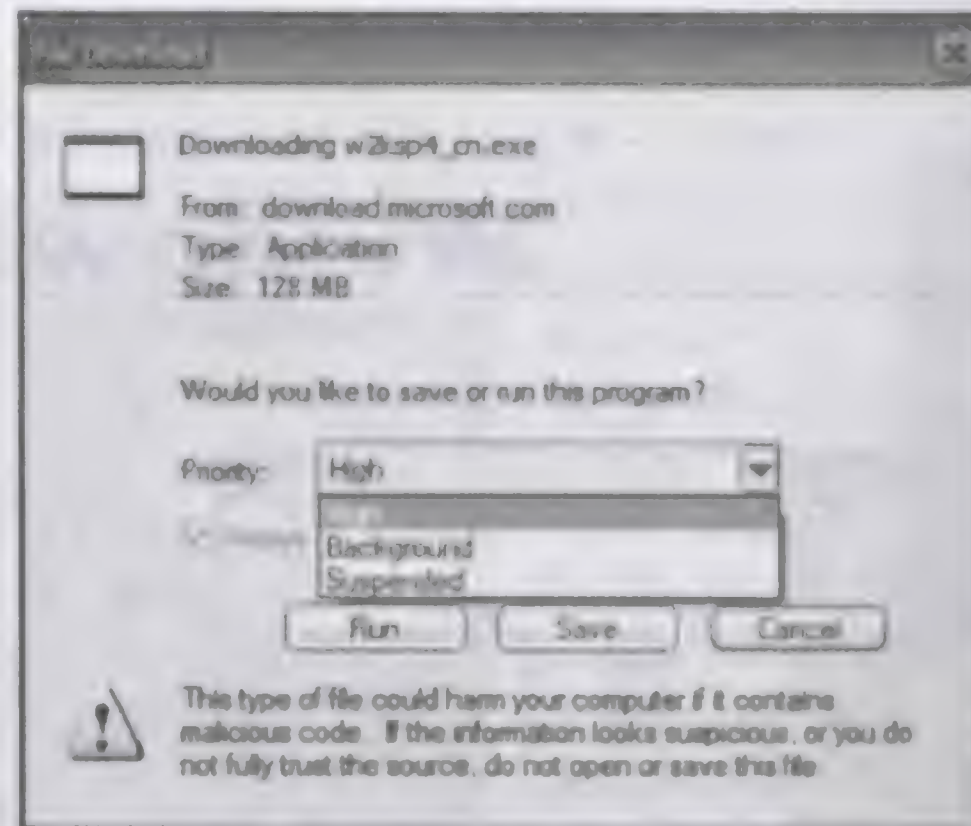 Downloading w2ksp4_cn.exe
From: download.microsoft.com
Type: Application
Size: 128 MB
Would you like to save or run this program?
Priority: High
Background
Suspended
Run Save Cancel
This type of file could harm your computer if it contains
malicious code. If the information looks suspicious, or you do
not fully trust the source, do not open or save this file